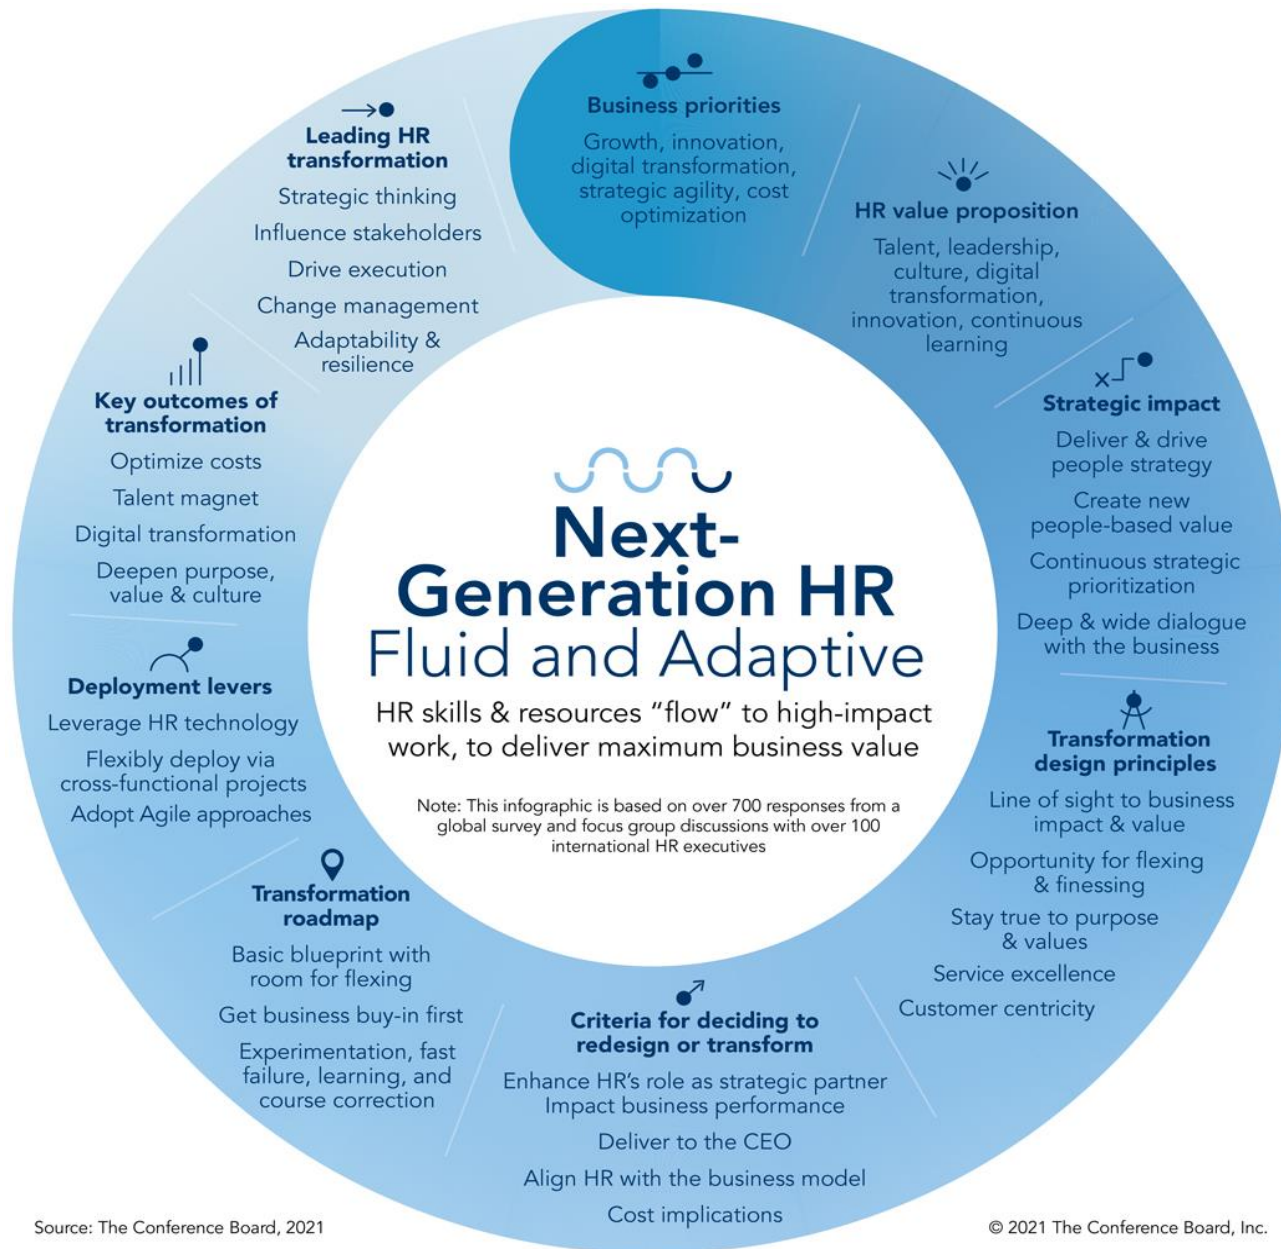 Business priorities
Growth, innovation,
digital transformation,
strategic agility, cost
optimization
HR value proposition
Talent, leadership,
culture, digital
transformation,
innovation, continuous
learning
Strategic impact
Deliver & drive
people strategy
Create new
people-based value
Continuous strategic
prioritization
Deep & wide dialogue
with the business
Transformation
design principles
Line of sight to business
impact & value
Opportunity for flexing
& finessing
Stay true to purpose
& values
Service excellence
Customer centricity
Criteria for deciding to
redesign or transform
Enhance HR’s role as strategic partner
Impact business performance
Deliver to the CEO
Align HR with the business model
Cost implications
Transformation
roadmap
Basic blueprint with
room for flexing
Get business buy-in first
Experimentation, fast
failure, learning, and
course correction
Deployment levers
Leverage HR technology
Flexibly deploy via
cross-functional projects
Adopt Agile approaches
Key outcomes of
transformation
Optimize costs
Talent magnet
Digital transformation
Deepen purpose,
value & culture
Leading HR
transformation
Strategic thinking
Influence stakeholders
Drive execution
Change management
Adaptability &
resilience
Next-
Generation HR
Fluid and Adaptive
HR skills & resources “flow” to high-impact
work, to deliver maximum business value
Note: This infographic is based on over 700 responses from a
global survey and focus group discussions with over 100
international HR executives
Source: The Conference Board, 2021
© 2021 The Conference Board, Inc.